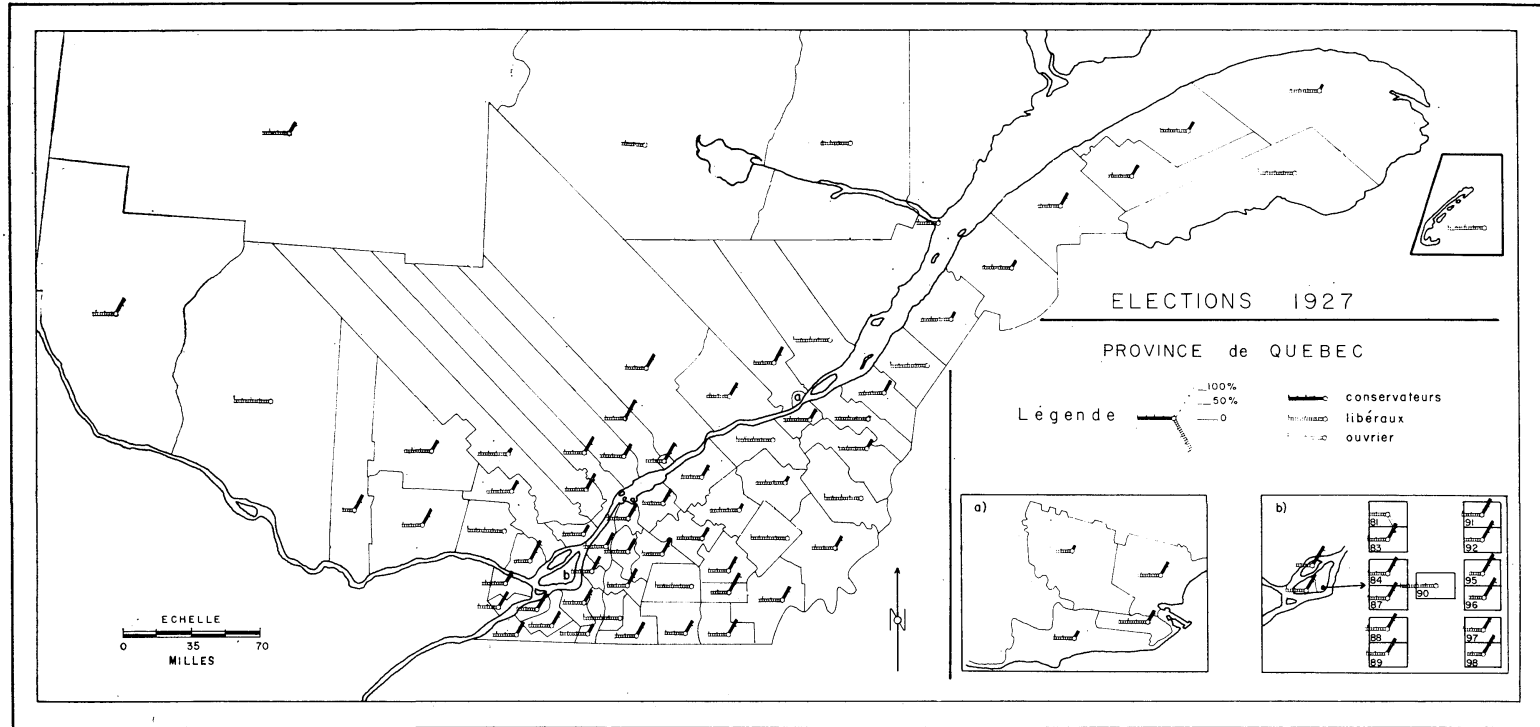 ELECTIONS 1927
PROVINCE de QUEBEC
Légende
100%
50%
0
conservateurs
libéraux
ouvrier
a
b
ECHELLE
0 35 70
MILLES
N
a)
b)
81
83
84
87
88
89
90
91
92
95
96
97
98